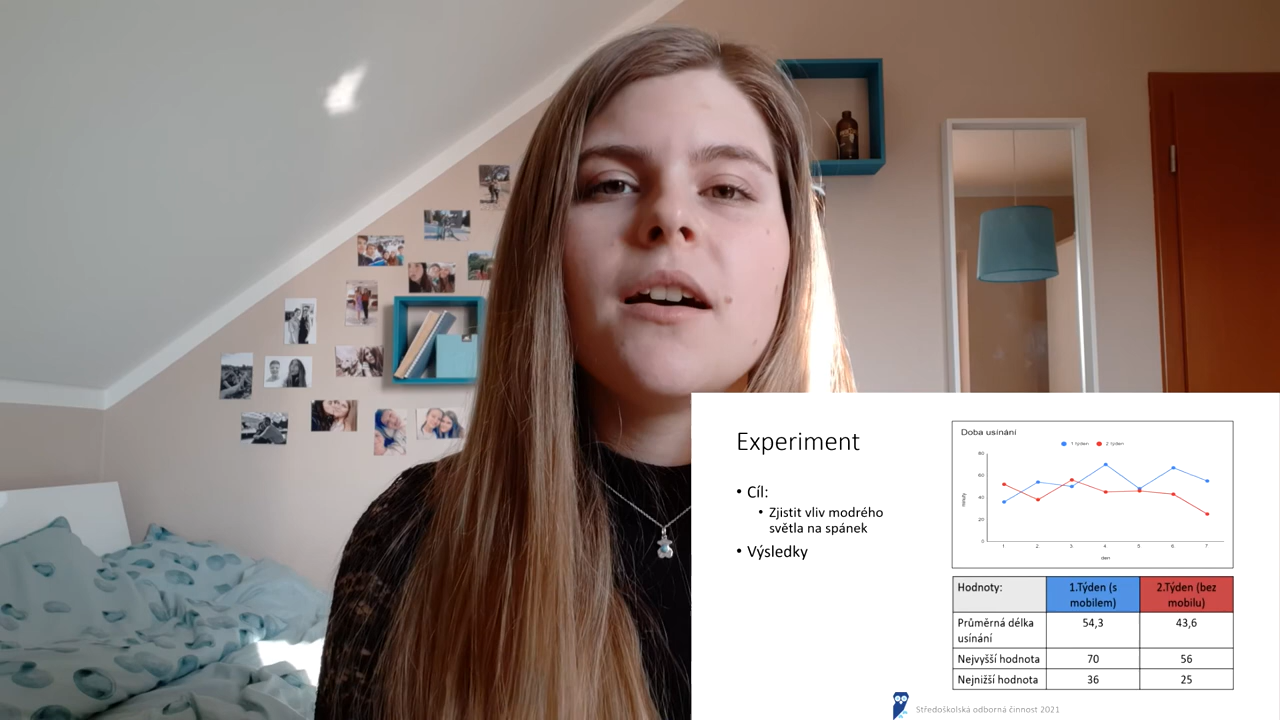 Experiment
• Cíl:
• Zjistit vliv modrého
světla na spánek
• Výsledky
Doba usínání
1 týden 2 týden
80
60
40
20
0
minuty
1 2 3 4 5 6 7
den
Hodnoty: 1.Týden (s mobilem) 2.Týden (bez mobilu)
Průměrná délka usínání 54,3 43,6
Nejvyšší hodnota 70 56
Nejnižší hodnota 36 25
Středoškolská odborná činnost 2021